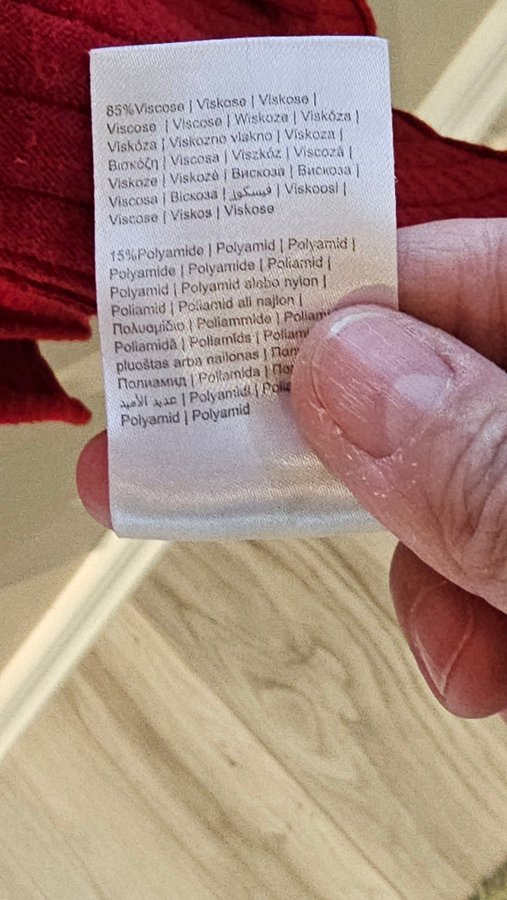 85%Viscose | Viskose | Viskose |
Viscose | Viscose | Wiskoze | Viskóza |
Viskóza | Viskozno vlakno | Viskoza |
Βισκόζη | Viscosa | Viszkóz | Viscoză |
Viskoze | Viskozė | Вискоза | Вискоза |
Viscosa | Віскоза | فيسكوز | Viskoosi |
Viscose | Viskos | Viskose
15%Polyamide | Polyamid | Polyamid |
Polyamide | Polyamide | Poliamid |
Polyamid | Polyamid alebo nylon |
Poliamid | Poliamid ali najlon |
Πολυαμίδιο | Poliammide |
Poliamidă | Poliamīds |
pluoštas arba nailonas |
Полиамид | Poliamida |
عديد الأميد | Polyamidi |
Polyamid | Polyamid